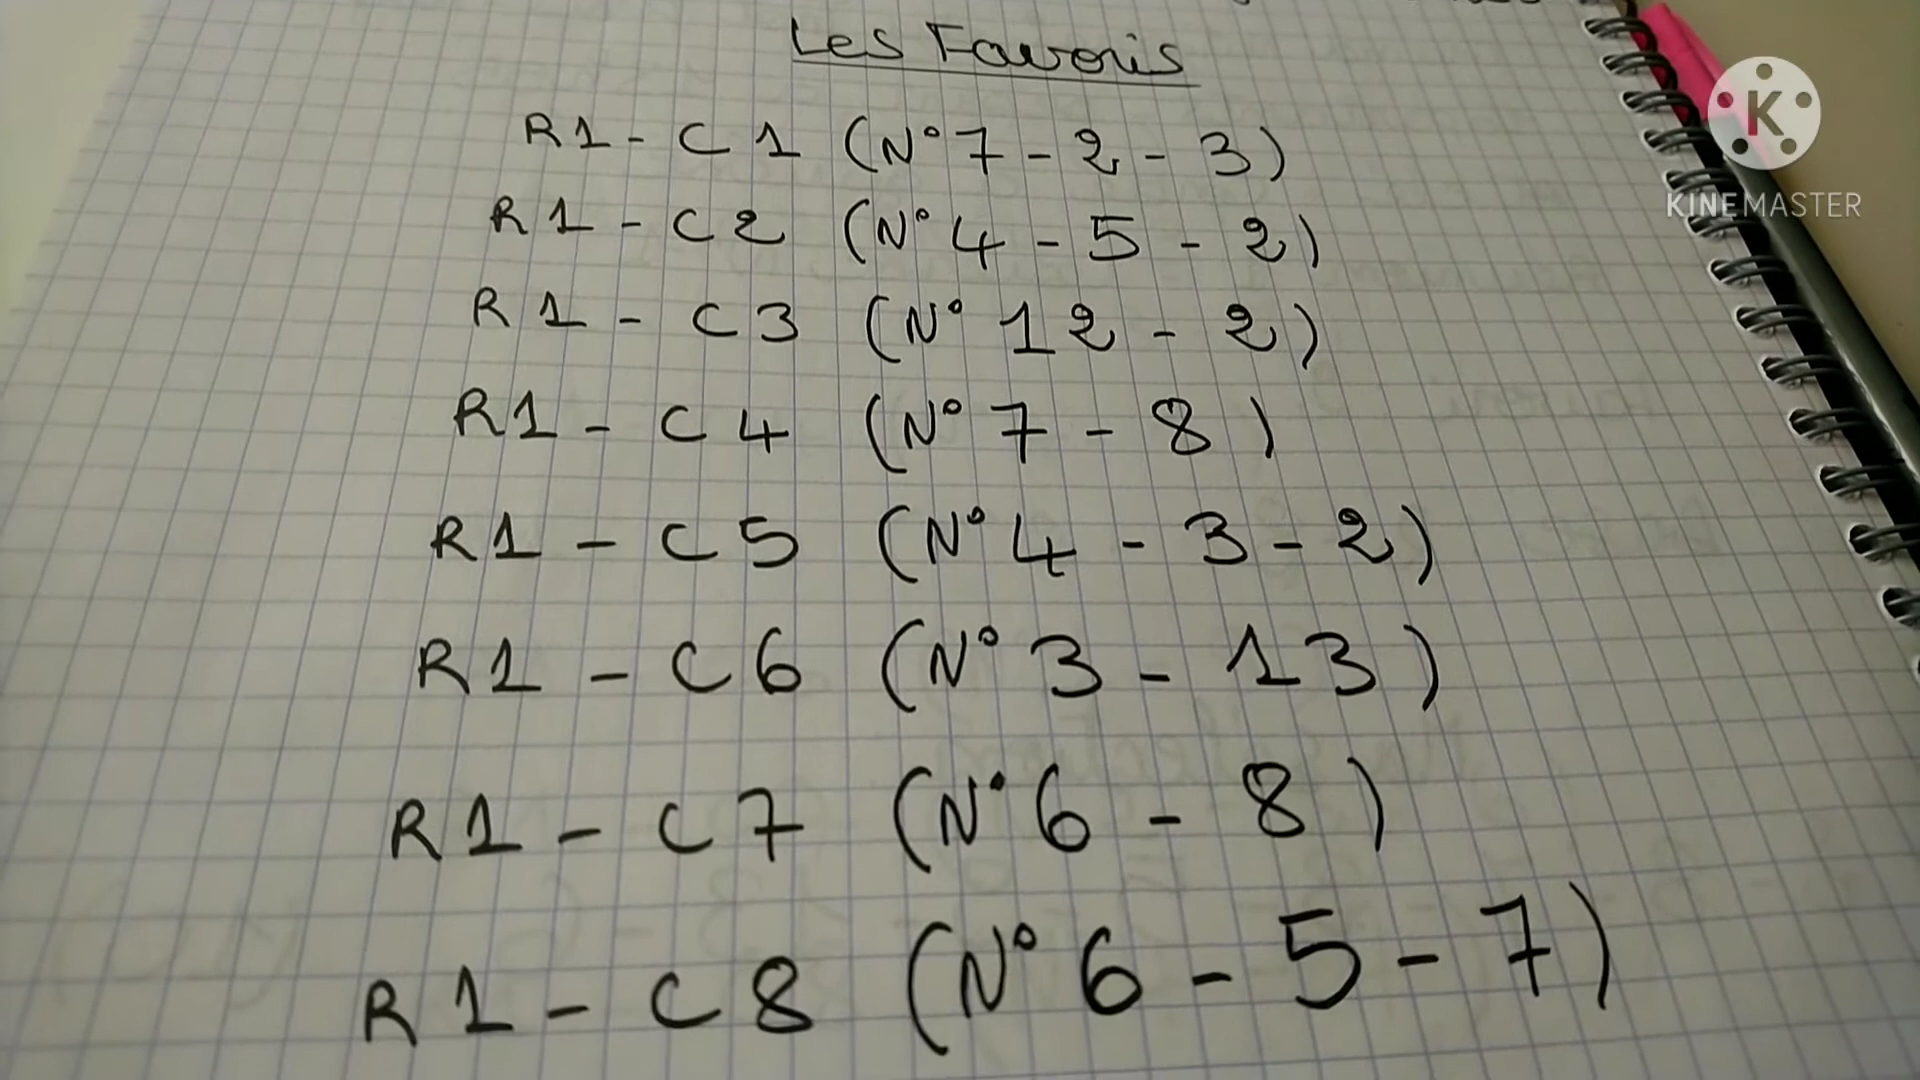 Les Favoris
R1 - C1 (N°7 - 2 - 3)
R1 - C2 (N°4 - 5 - 2)
R1 - C3 (N° 12 - 2)
R1 - C4 (N° 7 - 8)
R1 - C5 (N°4 - 3 - 2)
R1 - C6 (N° 3 - 13)
R1 - C7 (N°6 - 8)
R1 - C8 (N°6 - 5 - 7)
K
KINEMASTER